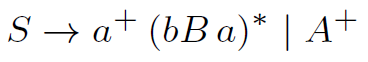 S → a⁺ (bB a)* | A⁺